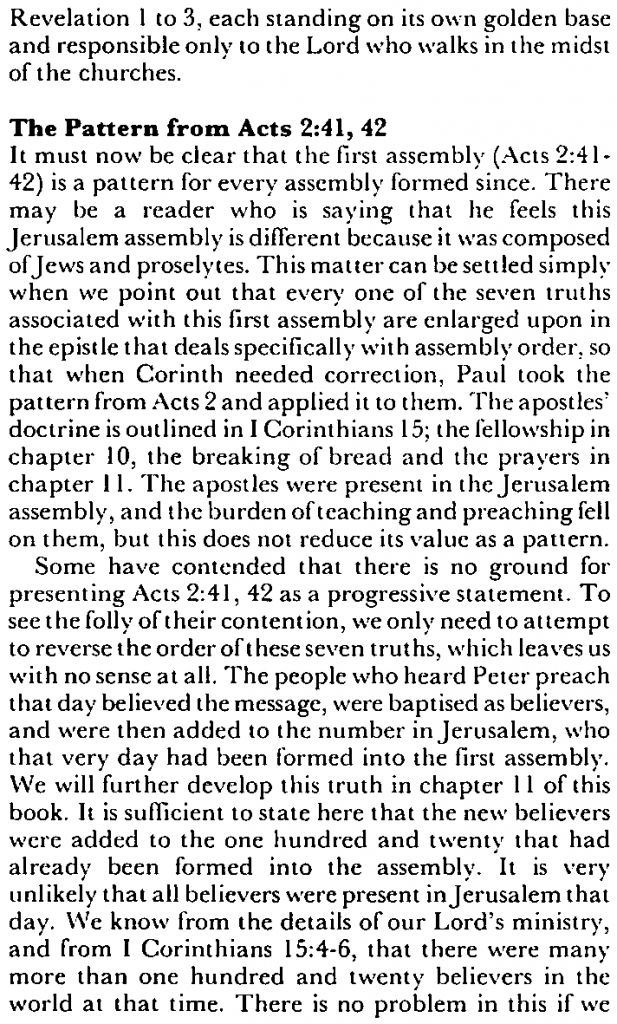 Revelation 1 to 3, each standing on its own golden base
and responsible only to the Lord who walks in the midst
of the churches.
The Pattern from Acts 2:41, 42
It must now be clear that the first assembly (Acts 2:41-
42) is a pattern for every assembly formed since. There
may be a reader who is saying that he feels this
Jerusalem assembly is different because it was composed
of Jews and proselytes. This matter can be settled simply
when we point out that every one of the seven truths
associated with this first assembly are enlarged upon in
the epistle that deals specifically with assembly order, so
that when Corinth needed correction, Paul took the
pattern from Acts 2 and applied it to them. The apostles'
doctrine is outlined in I Corinthians 15; the fellowship in
chapter 10, the breaking of bread and the prayers in
chapter 11. The apostles were present in the Jerusalem
assembly, and the burden of teaching and preaching fell
on them, but this does not reduce its value as a pattern.
Some have contended that there is no ground for
presenting Acts 2:41, 42 as a progressive statement. To
see the folly of their contention, we only need to attempt
to reverse the order of these seven truths, which leaves us
with no sense at all. The people who heard Peter preach
that day believed the message, were baptised as believers,
and were then added to the number in Jerusalem, who
that very day had been formed into the first assembly.
We will further develop this truth in chapter 11 of this
book. It is sufficient to state here that the new believers
were added to the one hundred and twenty that had
already been formed into the assembly. It is very
unlikely that all believers were present in Jerusalem that
day. We know from the details of our Lord's ministry,
and from I Corinthians 15:4-6, that there were many
more than one hundred and twenty believers in the
world at that time. There is no problem in this if we